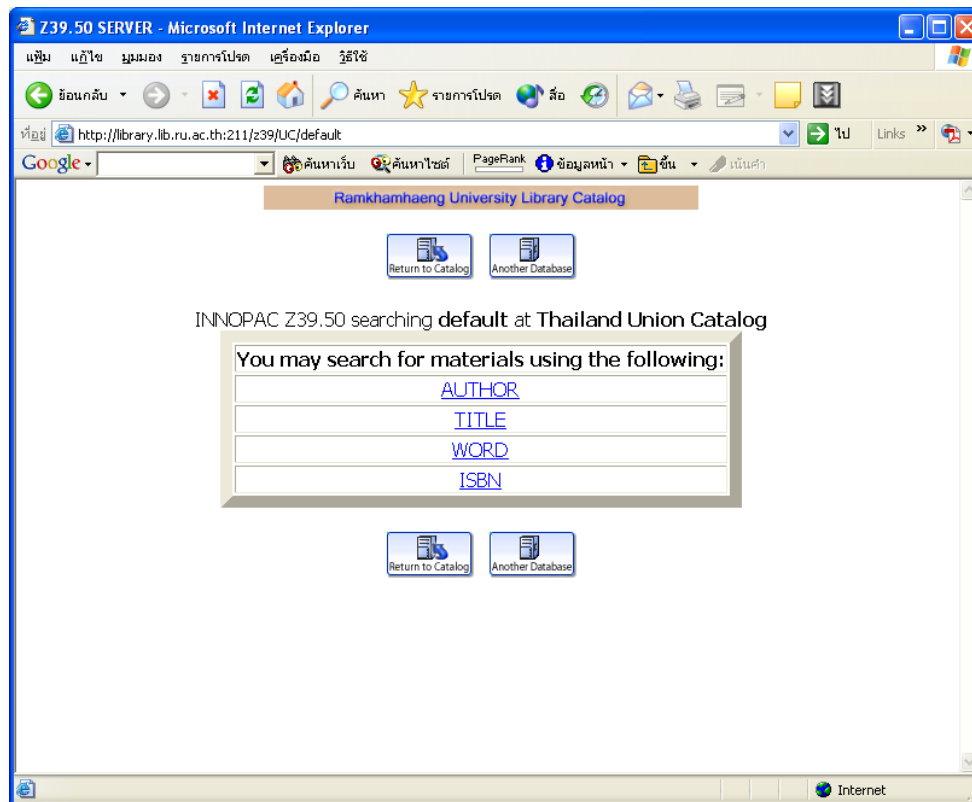 Z39.50 SERVER - Microsoft Internet Explorer
แฟ้ม แก้ไข มุมมอง รายการโปรด เครื่องมือ วิธีใช้
ย้อนกลับ ค้นหา รายการโปรด สื่อ
ที่อยู่ http://library.lib.ru.ac.th:211/z39/UC/default ไป Links »
Google ค้นหาเว็บ ค้นหาไซต์ PageRank ข้อมูลหน้า ขึ้น เน้นคำ
Ramkhamhaeng University Library Catalog
Return to Catalog Another Database
INNOPAC Z39.50 searching default at Thailand Union Catalog
You may search for materials using the following:
AUTHOR
TITLE
WORD
ISBN
Return to Catalog Another Database
Internet